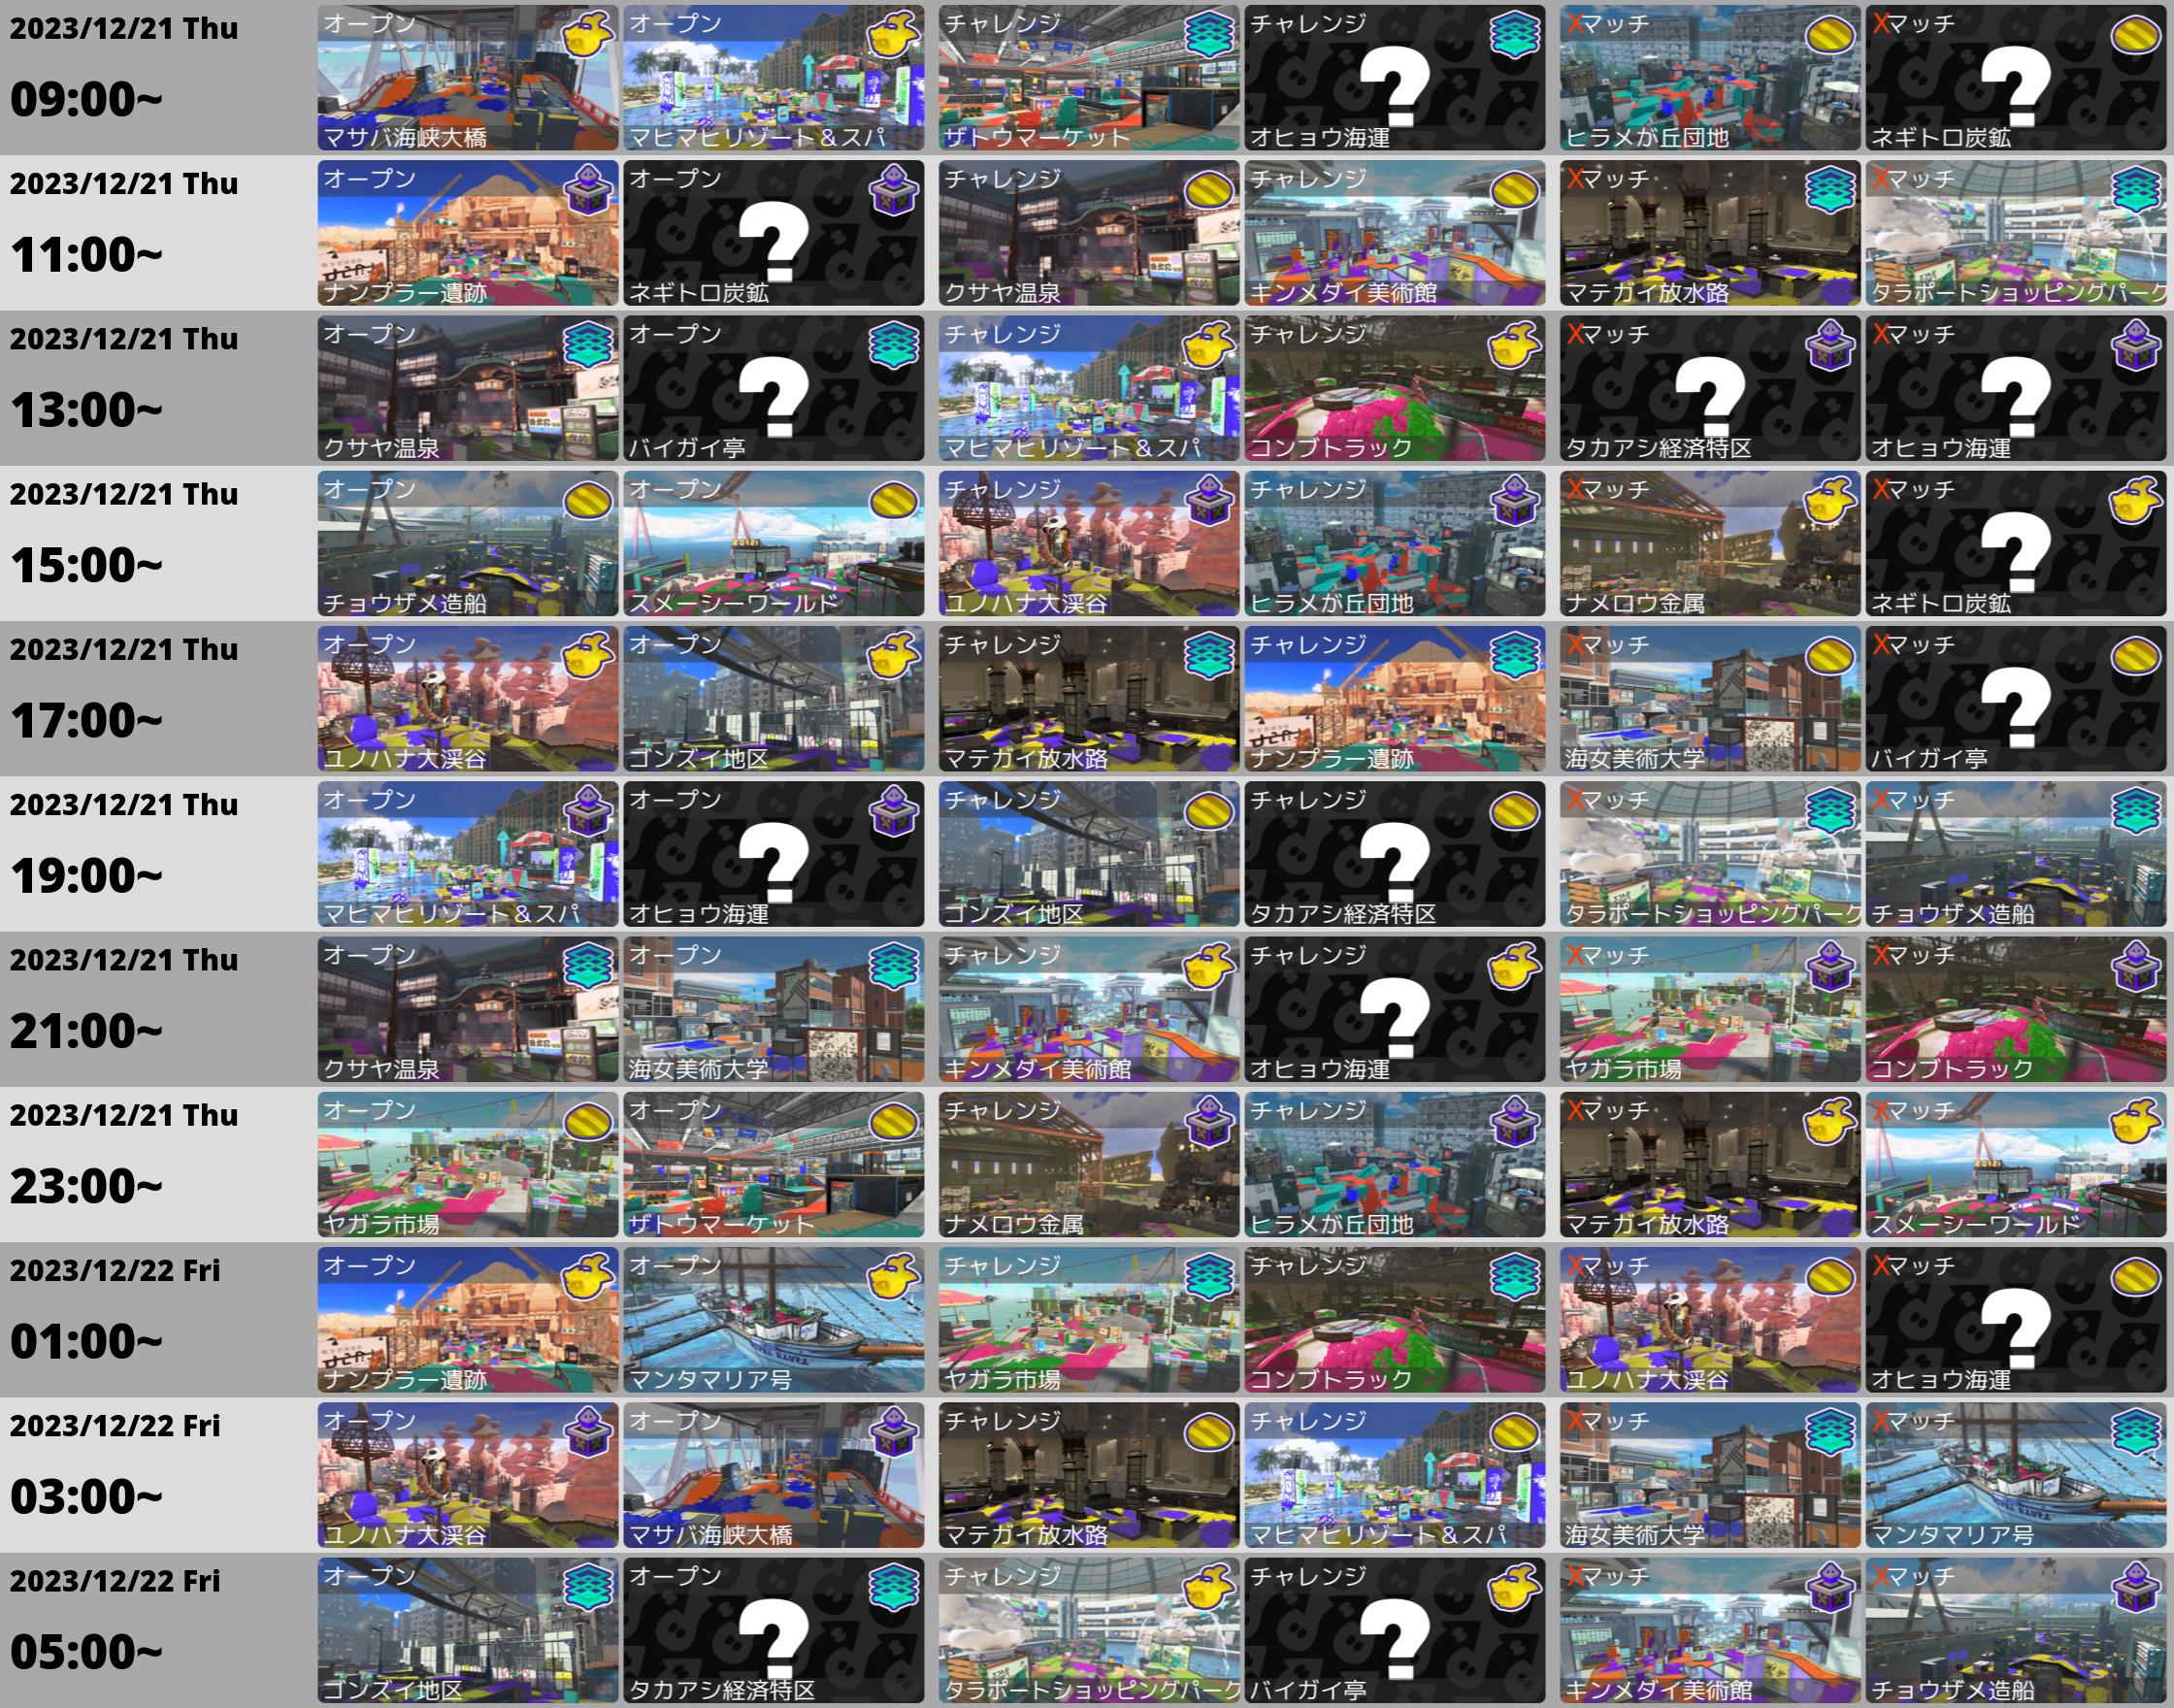 2023/12/21 Thu
09:00~
オープン
マサバ海峡大橋
オープン
マヒマヒリゾート＆スパ
チャレンジ
ザトウマーケット
チャレンジ
オヒョウ海運
Xマッチ
ヒラメが丘団地
Xマッチ
ネギトロ炭鉱
2023/12/21 Thu
11:00~
オープン
ナンプラー遺跡
オープン
ネギトロ炭鉱
チャレンジ
クサヤ温泉
チャレンジ
キンメダイ美術館
Xマッチ
マテガイ放水路
Xマッチ
タラポートショッピングパーク
2023/12/21 Thu
13:00~
オープン
クサヤ温泉
オープン
バイガイ亭
チャレンジ
マヒマヒリゾート＆スパ
チャレンジ
コンブトラック
Xマッチ
タカアシ経済特区
Xマッチ
オヒョウ海運
2023/12/21 Thu
15:00~
オープン
チョウザメ造船
オープン
スメーシーワールド
チャレンジ
ユノハナ大渓谷
チャレンジ
ヒラメが丘団地
Xマッチ
ナメロウ金属
Xマッチ
ネギトロ炭鉱
2023/12/21 Thu
17:00~
オープン
ユノハナ大渓谷
オープン
ゴンズイ地区
チャレンジ
マテガイ放水路
チャレンジ
ナンプラー遺跡
Xマッチ
海女美術大学
Xマッチ
バイガイ亭
2023/12/21 Thu
19:00~
オープン
マヒマヒリゾート＆スパ
オープン
オヒョウ海運
チャレンジ
ゴンズイ地区
チャレンジ
タカアシ経済特区
Xマッチ
タラポートショッピングパーク
Xマッチ
チョウザメ造船
2023/12/21 Thu
21:00~
オープン
クサヤ温泉
オープン
海女美術大学
チャレンジ
キンメダイ美術館
チャレンジ
オヒョウ海運
Xマッチ
ヤガラ市場
Xマッチ
コンブトラック
2023/12/21 Thu
23:00~
オープン
ヤガラ市場
オープン
ザトウマーケット
チャレンジ
ナメロウ金属
チャレンジ
ヒラメが丘団地
Xマッチ
マテガイ放水路
Xマッチ
スメーシーワールド
2023/12/22 Fri
01:00~
オープン
ナンプラー遺跡
オープン
マンタマリア号
チャレンジ
ヤガラ市場
チャレンジ
コンブトラック
Xマッチ
ユノハナ大渓谷
Xマッチ
オヒョウ海運
2023/12/22 Fri
03:00~
オープン
ユノハナ大渓谷
オープン
マサバ海峡大橋
チャレンジ
マテガイ放水路
チャレンジ
マヒマヒリゾート＆スパ
Xマッチ
海女美術大学
Xマッチ
マンタマリア号
2023/12/22 Fri
05:00~
オープン
ゴンズイ地区
オープン
タカアシ経済特区
チャレンジ
タラポートショッピングパーク
チャレンジ
バイガイ亭
Xマッチ
キンメダイ美術館
Xマッチ
チョウザメ造船